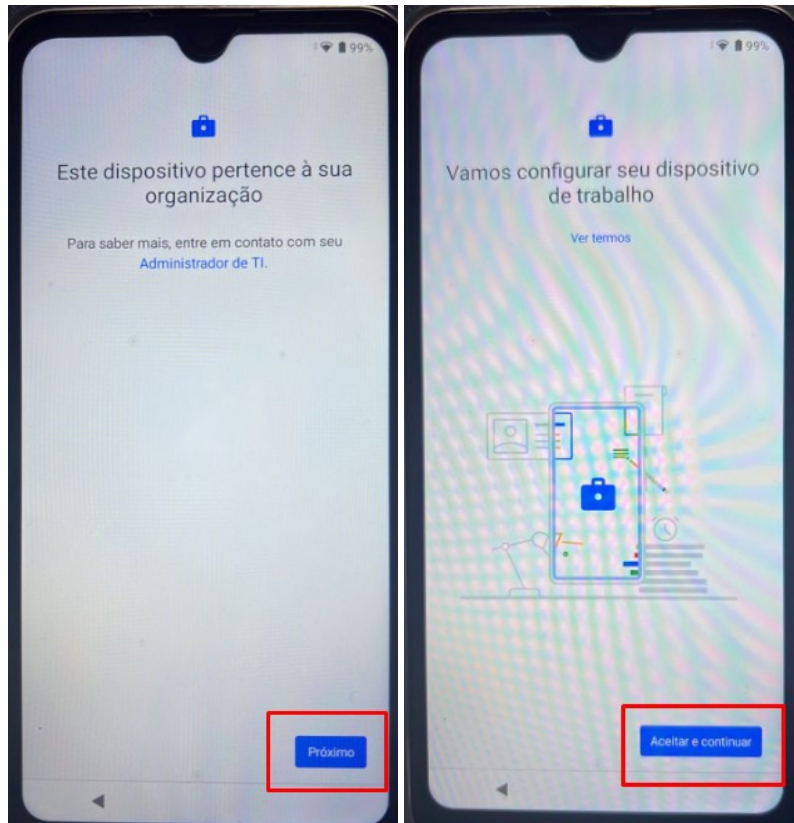 99%
Este dispositivo pertence à sua
organização
Para saber mais, entre em contato com seu
Administrador de TI.
Próximo
99%
Vamos configurar seu dispositivo
de trabalho
Ver termos
Aceitar e continuar